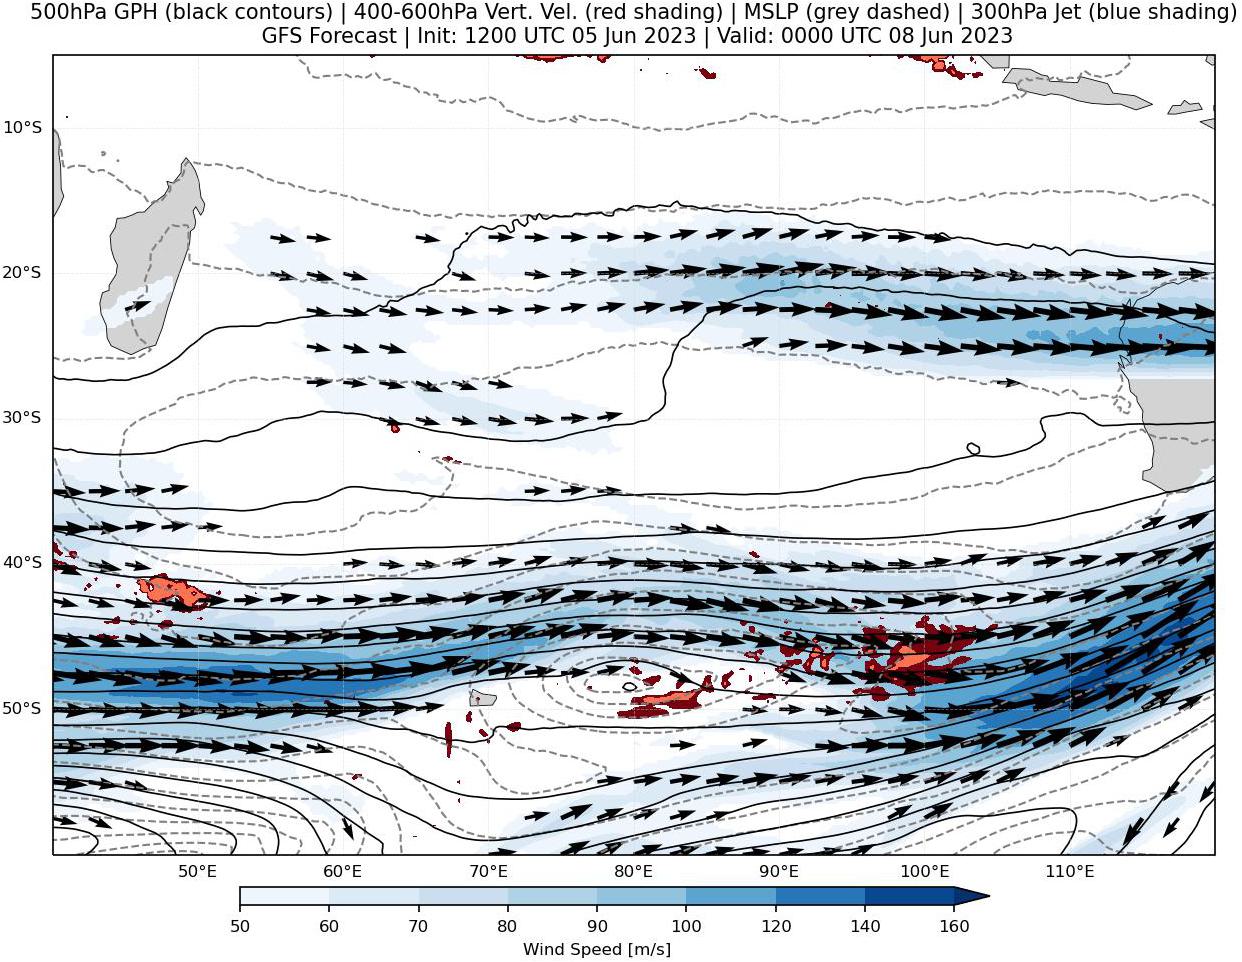 500hPa GPH (black contours) | 400-600hPa Vert. Vel. (red shading) | MSLP (grey dashed) | 300hPa Jet (blue shading)
GFS Forecast | Init: 1200 UTC 05 Jun 2023 | Valid: 0000 UTC 08 Jun 2023
10°S
20°S
30°S
40°S
50°S
50°E 60°E 70°E 80°E 90°E 100°E 110°E
50 60 70 80 90 100 120 140 160
Wind Speed [m/s]